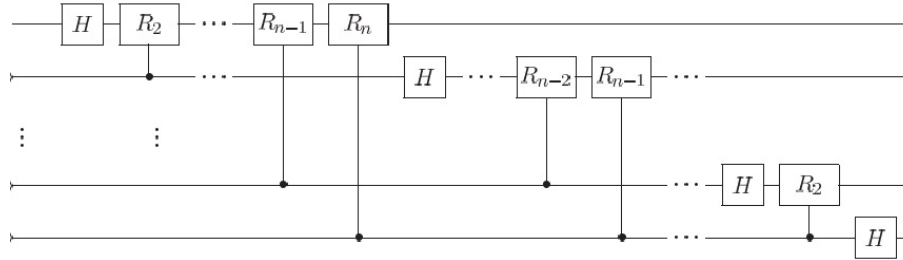 H R₂ ··· Rₙ₋₁ Rₙ
··· H ··· Rₙ₋₂ Rₙ₋₁ ···
⋮ ⋮
··· H R₂
··· H